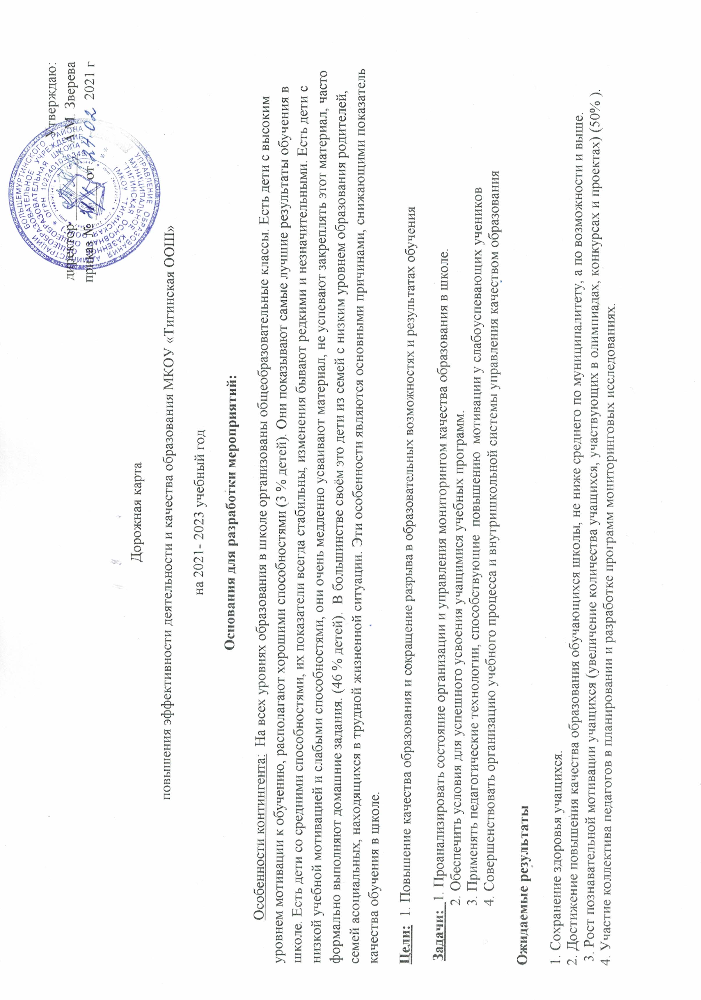 Утверждаю:
директор А.М. Зверева
приказ № от 24.02 2021 г
БОЛЬШЕМУРТИНСКОГО РАЙОНА
УПРАВЛЕНИЕ ОБРАЗОВАНИЯ АДМИНИСТРАЦИИ
МУНИЦИПАЛЬНОЕ КАЗЕННОЕ ОБЩЕОБРАЗОВАТЕЛЬНОЕ УЧРЕЖДЕНИЕ
"ТИГИНСКАЯ ОСНОВНАЯ ОБЩЕОБРАЗОВАТЕЛЬНАЯ ШКОЛА"
(МКОУ "ТИГИНСКАЯ ООШ") * ОГРН 1022401036349 *
Дорожная карта
повышения эффективности деятельности и качества образования МКОУ «Тигинская ООШ»
на 2021- 2023 учебный год
Основания для разработки мероприятий:
Особенности контингента: На всех уровнях образования в школе организованы общеобразовательные классы. Есть дети с высоким
уровнем мотивации к обучению, располагают хорошими способностями (3 % детей). Они показывают самые лучшие результаты обучения в
школе. Есть дети со средними способностями, их показатели всегда стабильны, изменения бывают редкими и незначительными. Есть дети с
низкой учебной мотивацией и слабыми способностями, они очень медленно усваивают материал, не успевают закреплять этот материал, часто
формально выполняют домашние задания. (46 % детей). В большинстве своём это дети из семей с низким уровнем образования родителей,
семей асоциальных, находящихся в трудной жизненной ситуации. Эти особенности являются основными причинами, снижающими показатель
качества обучения в школе.
Цели: 1. Повышение качества образования и сокращение разрыва в образовательных возможностях и результатах обучения
Задачи: 1. Проанализировать состояние организации и управления мониторингом качества образования в школе.
2. Обеспечить условия для успешного усвоения учащимися учебных программ.
3. Применять педагогические технологии, способствующие повышению мотивации у слабоуспевающих учеников
4. Совершенствовать организацию учебного процесса и внутришкольной системы управления качеством образования
Ожидаемые результаты
1. Сохранение здоровья учащихся.
2. Достижение повышения качества образования обучающихся школы, не ниже среднего по муниципалитету, а по возможности и выше.
3. Рост познавательной мотивации учащихся (увеличение количества учащихся, участвующих в олимпиадах, конкурсах и проектах) (50% ).
4. Участие коллектива педагогов в планировании и разработке программ мониторинговых исследованиях.